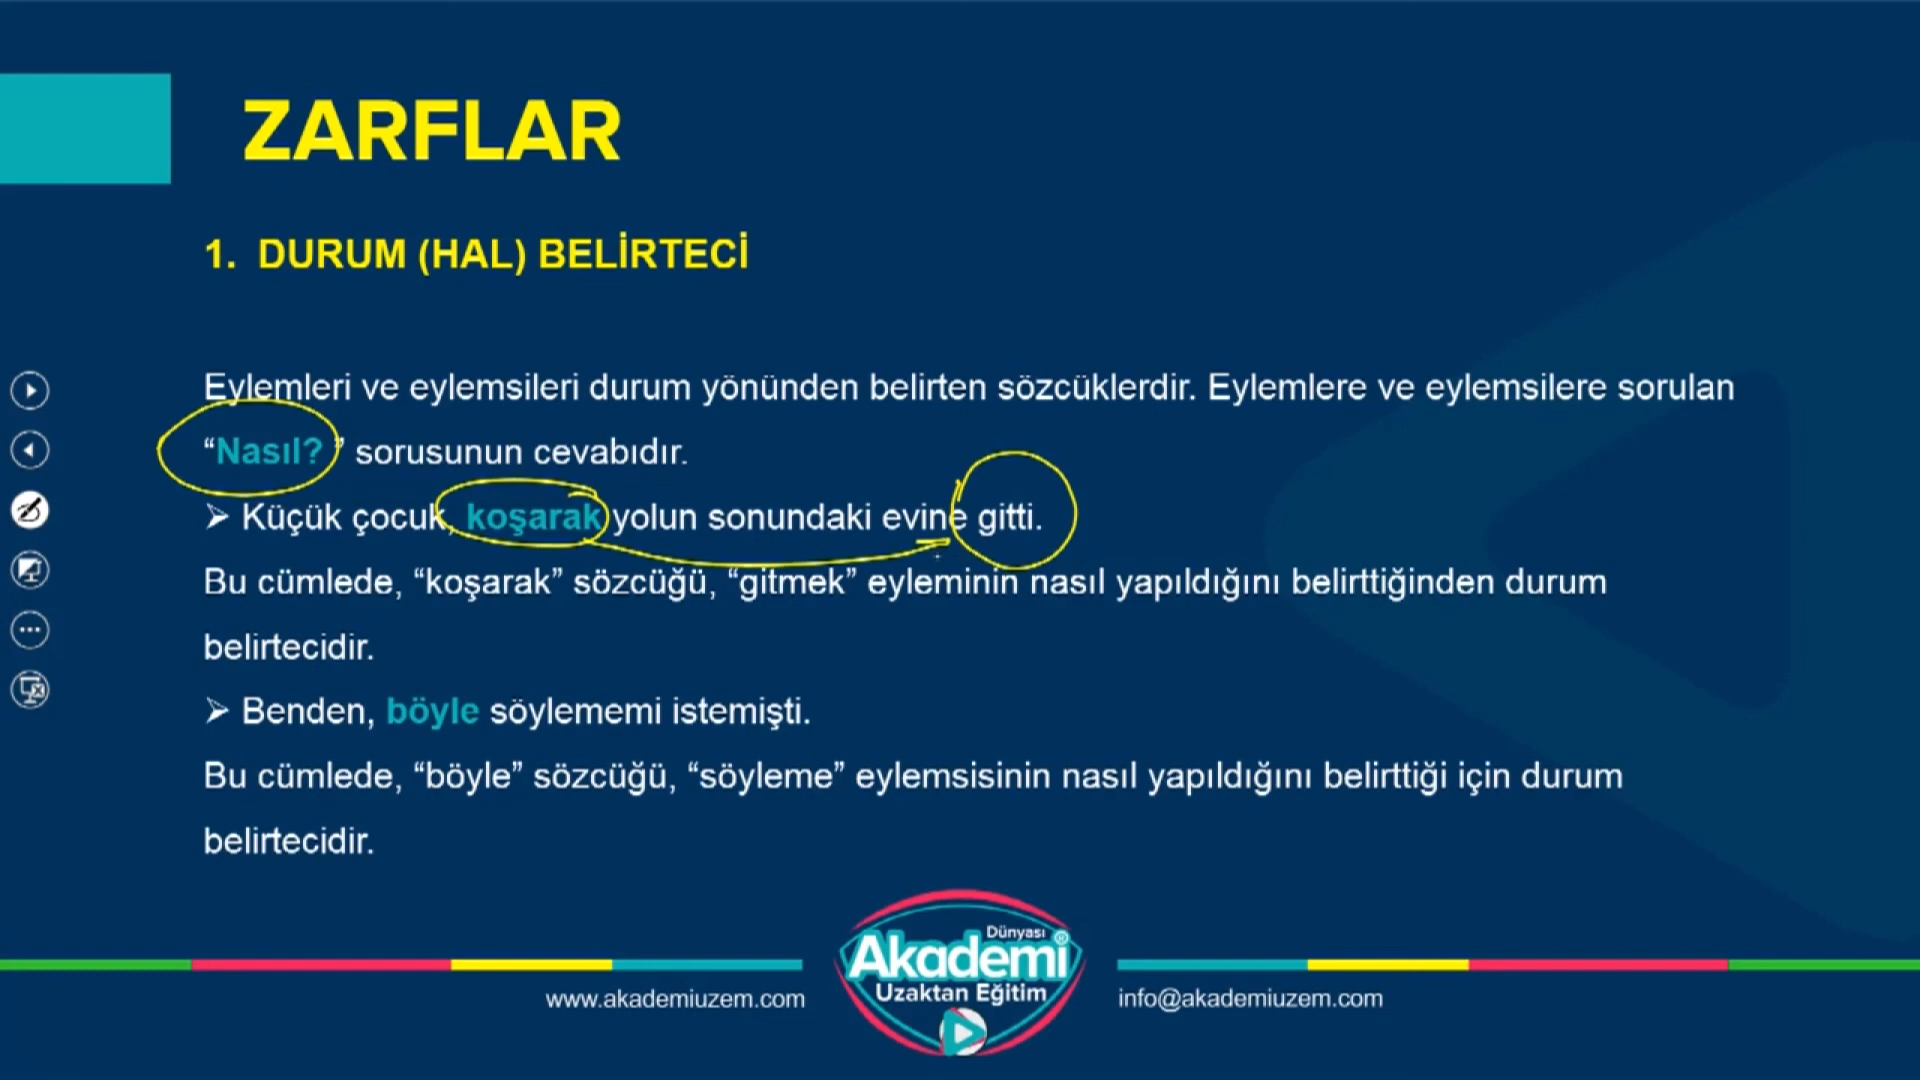 ZARFLAR
1. DURUM (HAL) BELİRTECİ
Eylemleri ve eylemsileri durum yönünden belirten sözcüklerdir. Eylemlere ve eylemsilere sorulan
“Nasıl? ” sorusunun cevabıdır.
➢ Küçük çocuk, koşarak yolun sonundaki evine gitti.
Bu cümlede, “koşarak” sözcüğü, “gitmek” eyleminin nasıl yapıldığını belirttiğinden durum
belirtecidir.
➢ Benden, böyle söylememi istemişti.
Bu cümlede, “böyle” sözcüğü, “söyleme” eylemsisinin nasıl yapıldığını belirttiği için durum
belirtecidir.
Dünyası
Akademi®
Uzaktan Eğitim
www.akademiuzem.com
info@akademiuzem.com